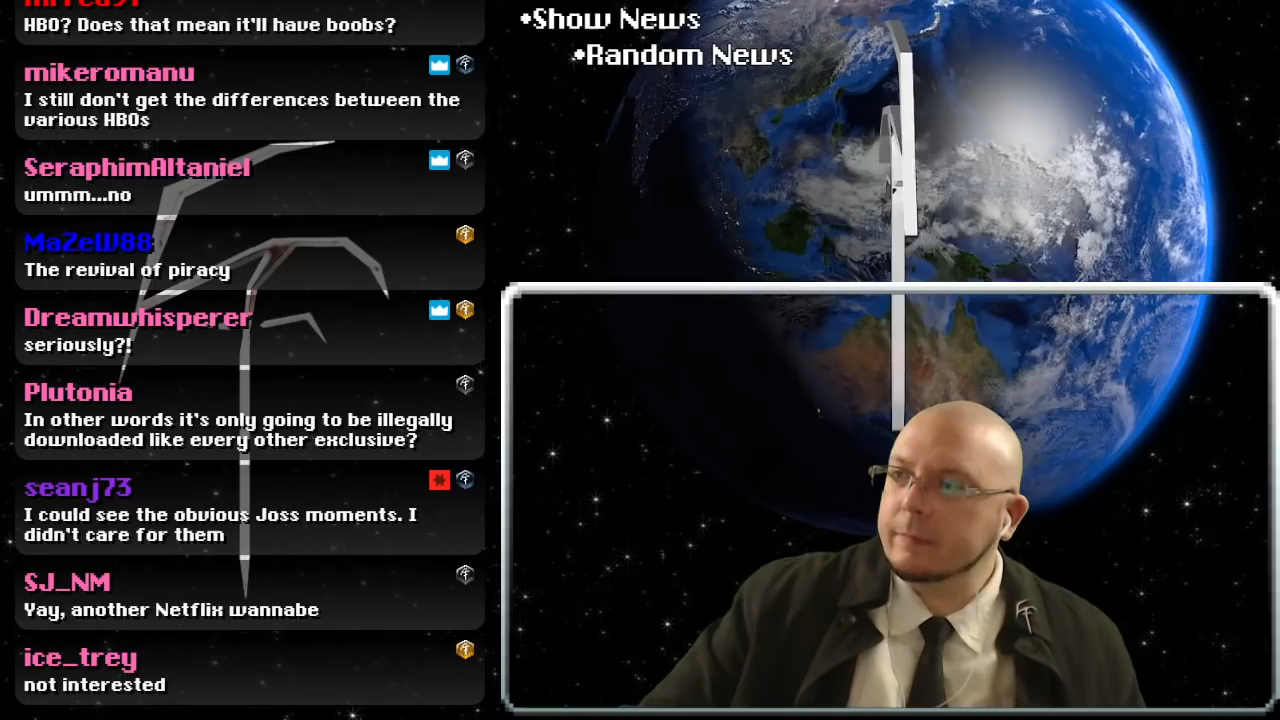 HBO? Does that mean it'll have boobs?
mikeromanu
I still don't get the differences between the
various HBOs
SeraphimAltaniel
ummm...no
MaZeW88
The revival of piracy
Dreamwhisperer
seriously?!
Plutonia
In other words it's only going to be illegally
downloaded like every other exclusive?
seanj73
I could see the obvious Joss moments. I
didn't care for them
SJ_NM
Yay, another Netflix wannabe
ice_trey
not interested
•Show News
•Random News